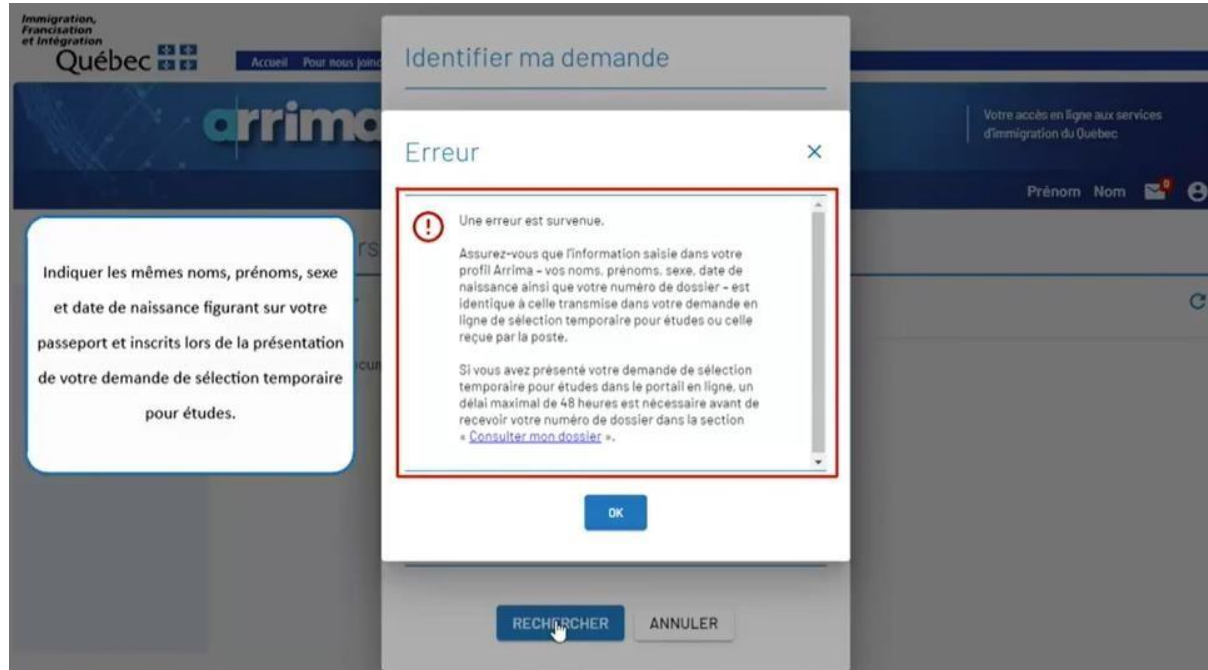 Immigration,
Francisation
et Intégration
Québec
Accueil Pour nous joind
arrima
Votre accès en ligne aux services
d'immigration du Québec
Prénom Nom 0
Identifier ma demande
Erreur
Une erreur est survenue.
Assurez-vous que l'information saisie dans votre
profil Arrima – vos noms, prénoms, sexe, date de
naissance ainsi que votre numéro de dossier – est
identique à celle transmise dans votre demande en
ligne de sélection temporaire pour études ou celle
reçue par la poste.
Si vous avez présenté votre demande de sélection
temporaire pour études dans le portail en ligne, un
délai maximal de 48 heures est nécessaire avant de
recevoir votre numéro de dossier dans la section
« Consulter mon dossier ».
OK
RECHERCHER ANNULER
Indiquer les mêmes noms, prénoms, sexe
et date de naissance figurant sur votre
passeport et inscrits lors de la présentation
de votre demande de sélection temporaire
pour études.